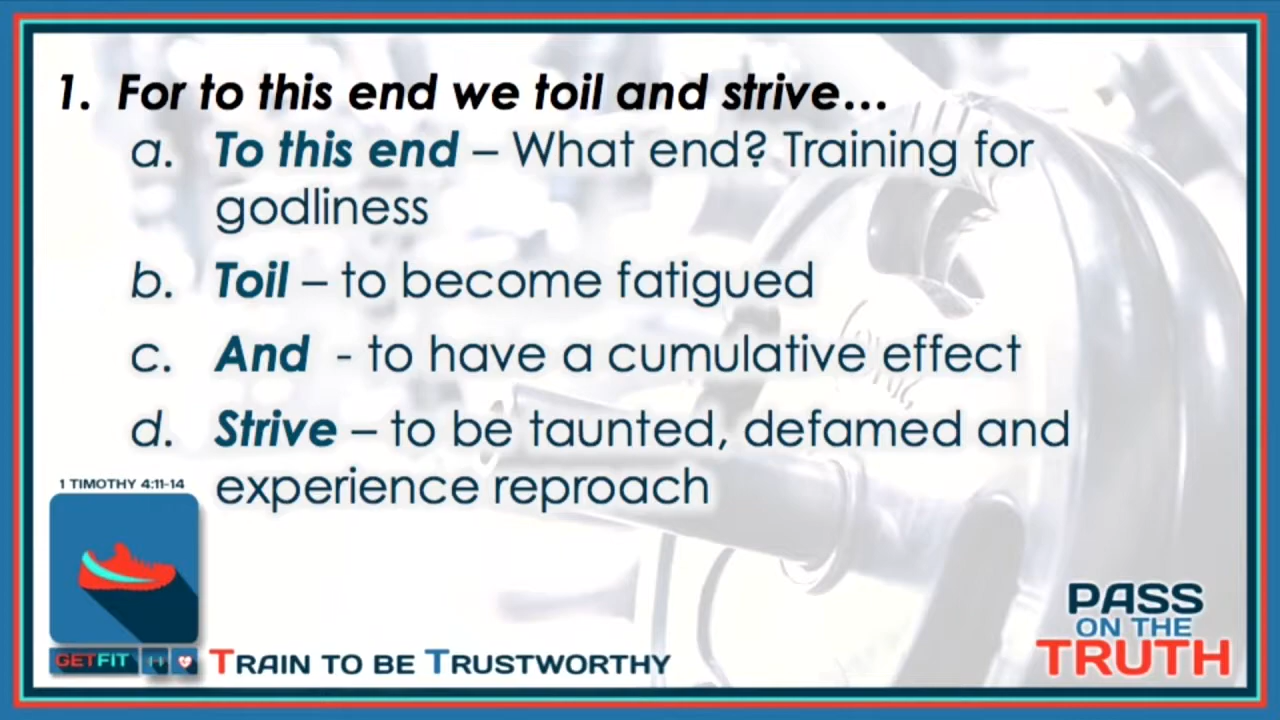 1. For to this end we toil and strive…
a. To this end – What end? Training for
godliness
b. Toil – to become fatigued
c. And - to have a cumulative effect
d. Strive – to be taunted, defamed and
experience reproach
1 TIMOTHY 4:11-14
GETFIT
TRAIN TO BE TRUSTWORTHY
PASS
ON THE
TRUTH